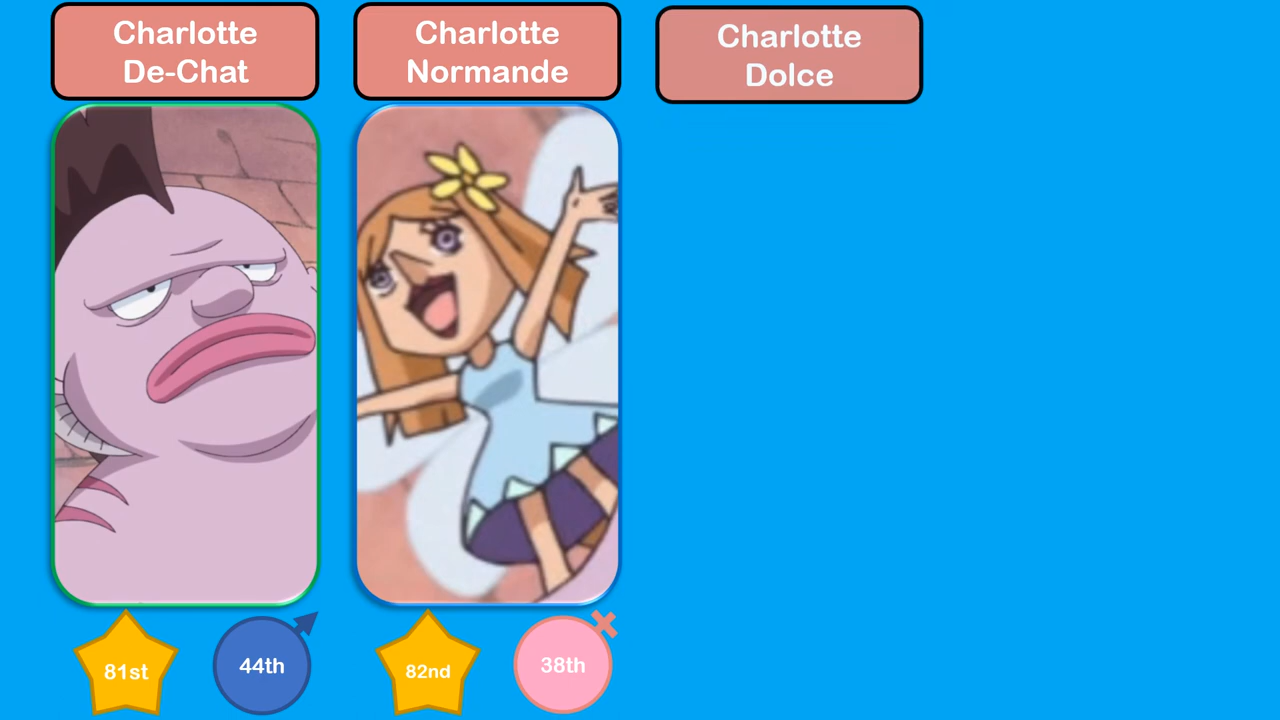 Charlotte
De-Chat
Charlotte
Normande
Charlotte
Dolce
81st
44th
82nd
38th